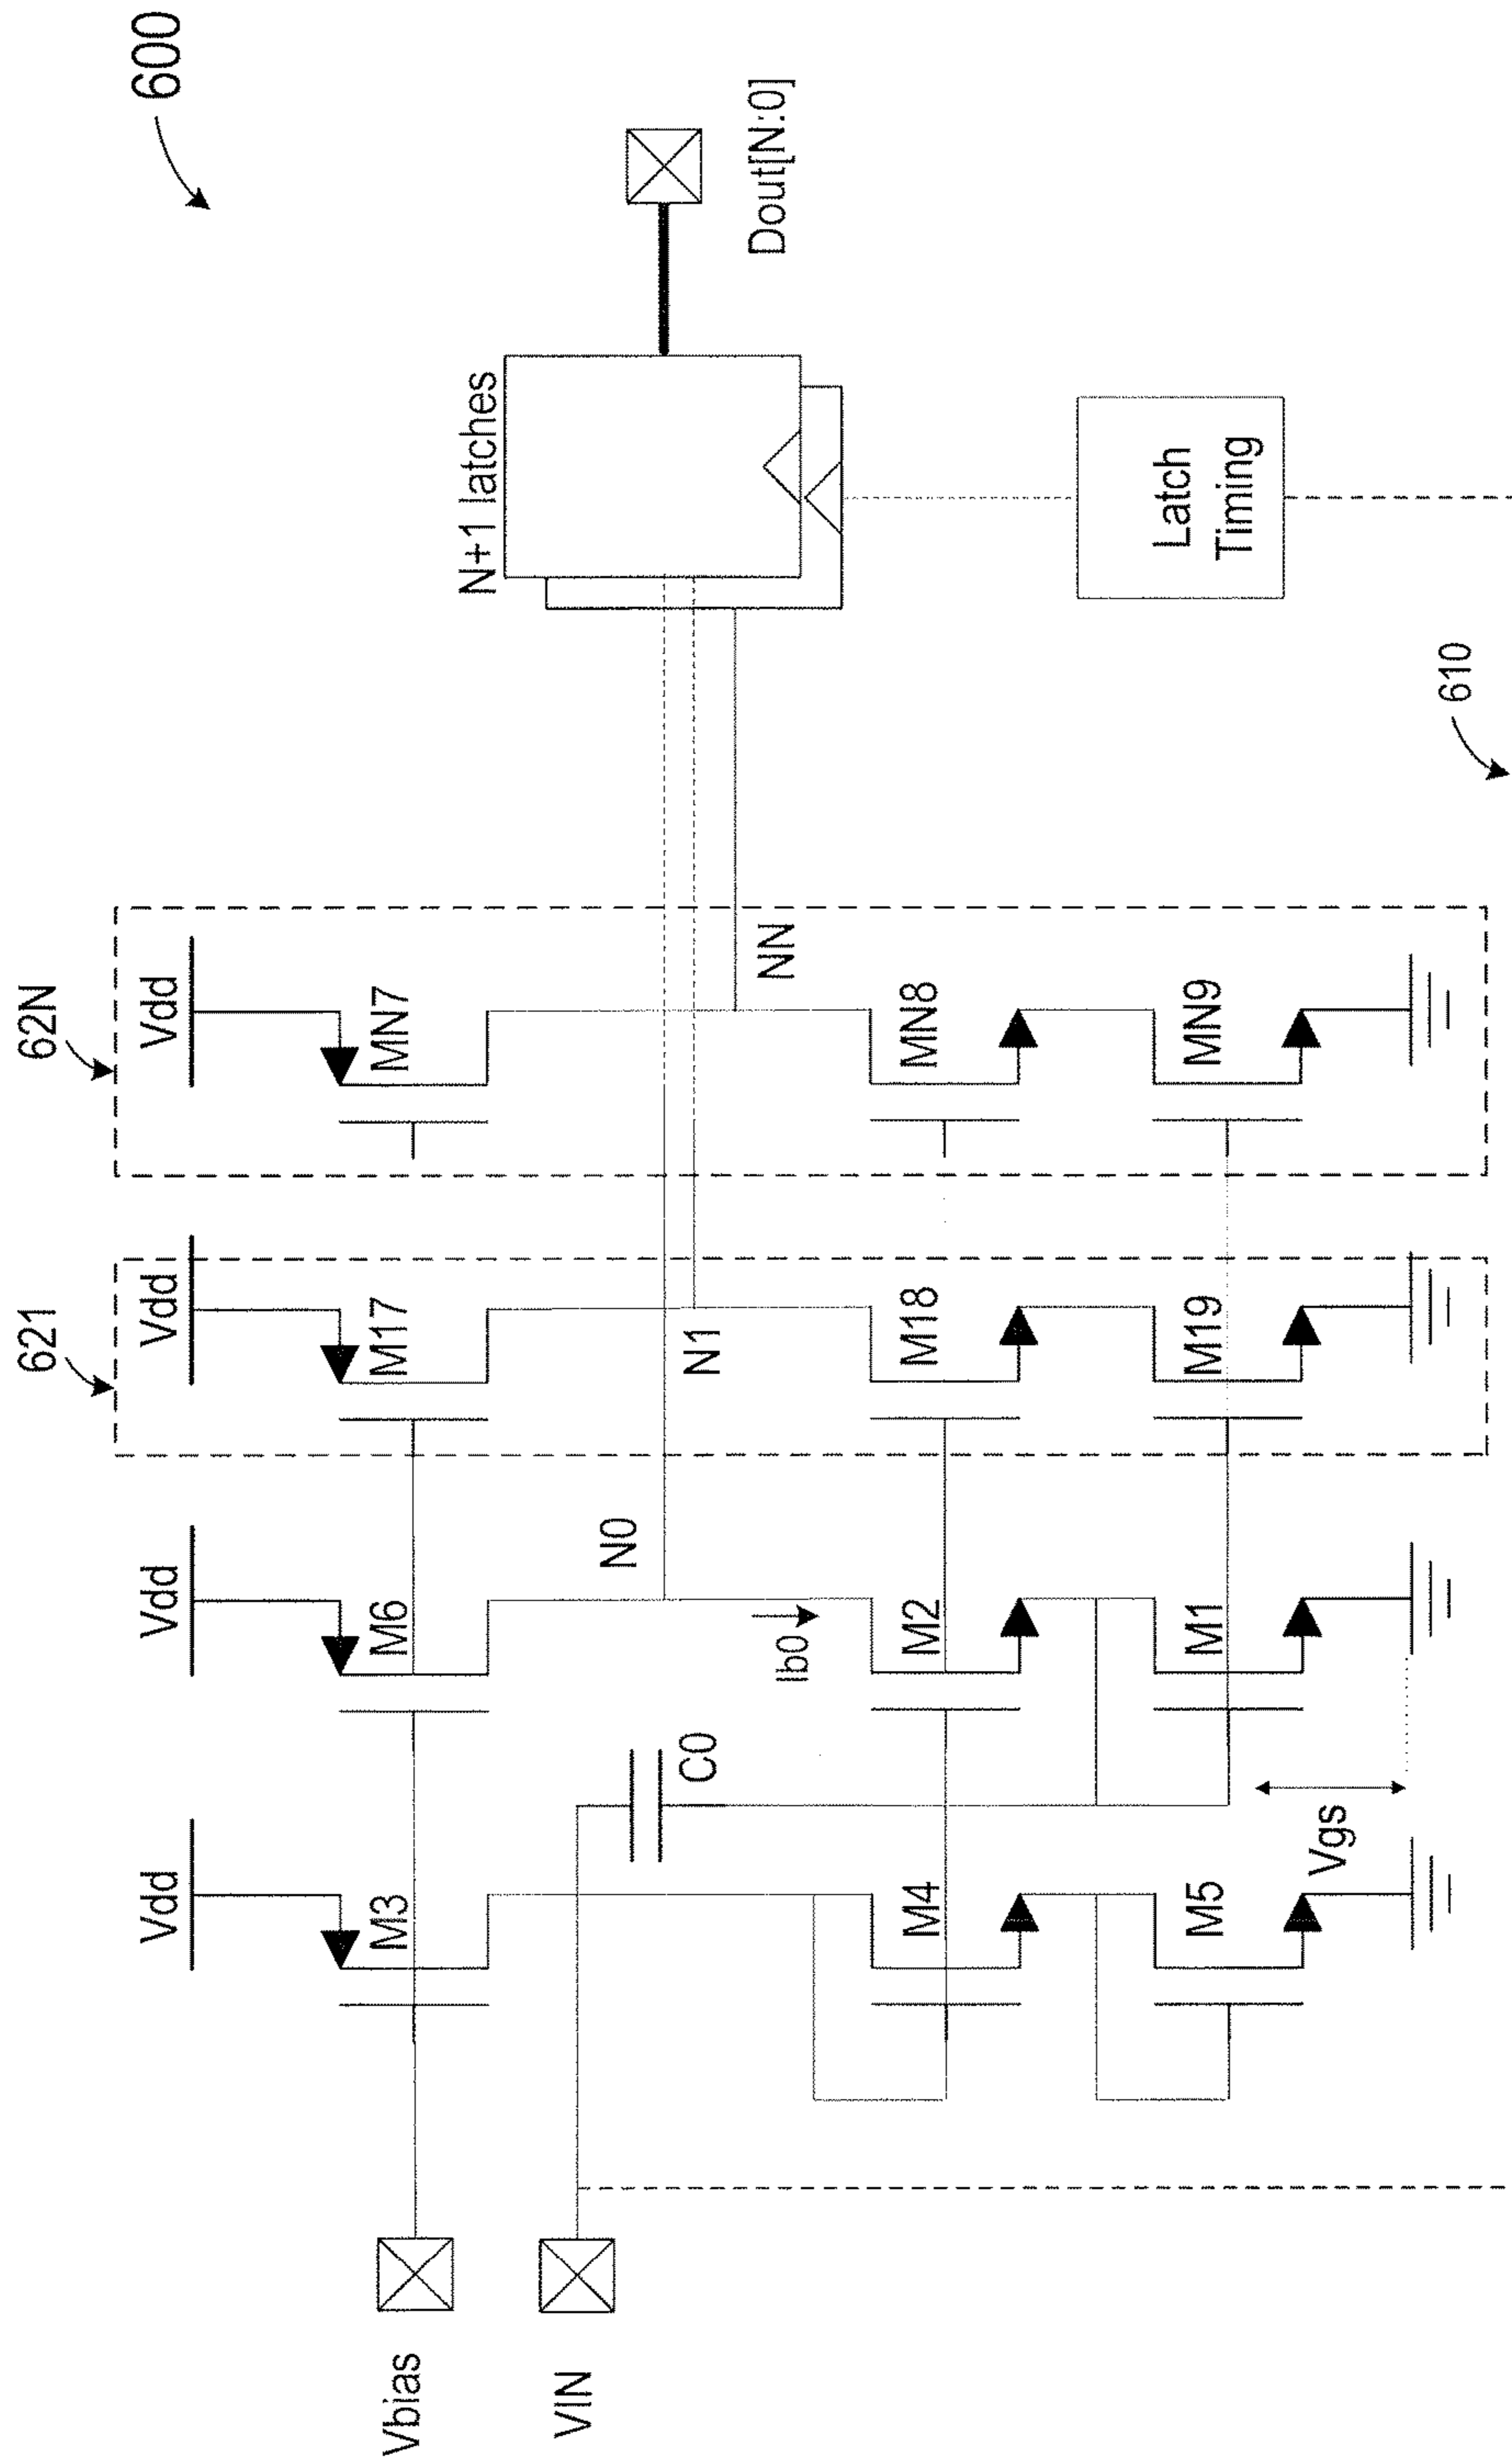 600
62N
621
Vdd
Vdd
Vdd
Vdd
M3
M6
M17
MN7
N+1 latches
Dout[N:0]
N0
N1
NN
C0
Ib0
Vbias
VIN
M4
M2
M18
MN8
M5
M1
M19
MN9
Vgs
Latch
Timing
610